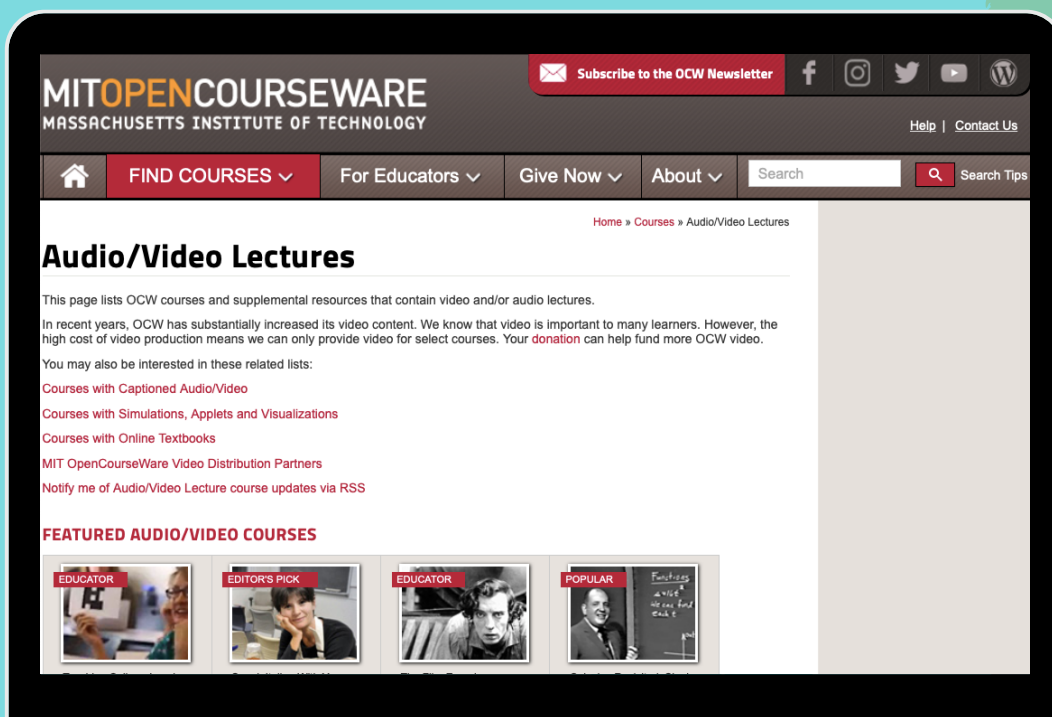 Subscribe to the OCW Newsletter
MITOPENCOURSEWARE
MASSACHUSETTS INSTITUTE OF TECHNOLOGY
Help | Contact Us
FIND COURSES
For Educators
Give Now
About
Search
Search Tips
Home » Courses » Audio/Video Lectures
Audio/Video Lectures
This page lists OCW courses and supplemental resources that contain video and/or audio lectures.
In recent years, OCW has substantially increased its video content. We know that video is important to many learners. However, the
high cost of video production means we can only provide video for select courses. Your donation can help fund more OCW video.
You may also be interested in these related lists:
Courses with Captioned Audio/Video
Courses with Simulations, Applets and Visualizations
Courses with Online Textbooks
MIT OpenCourseWare Video Distribution Partners
Notify me of Audio/Video Lecture course updates via RSS
FEATURED AUDIO/VIDEO COURSES
EDUCATOR
EDITOR'S PICK
EDUCATOR
POPULAR
Functions
we can find